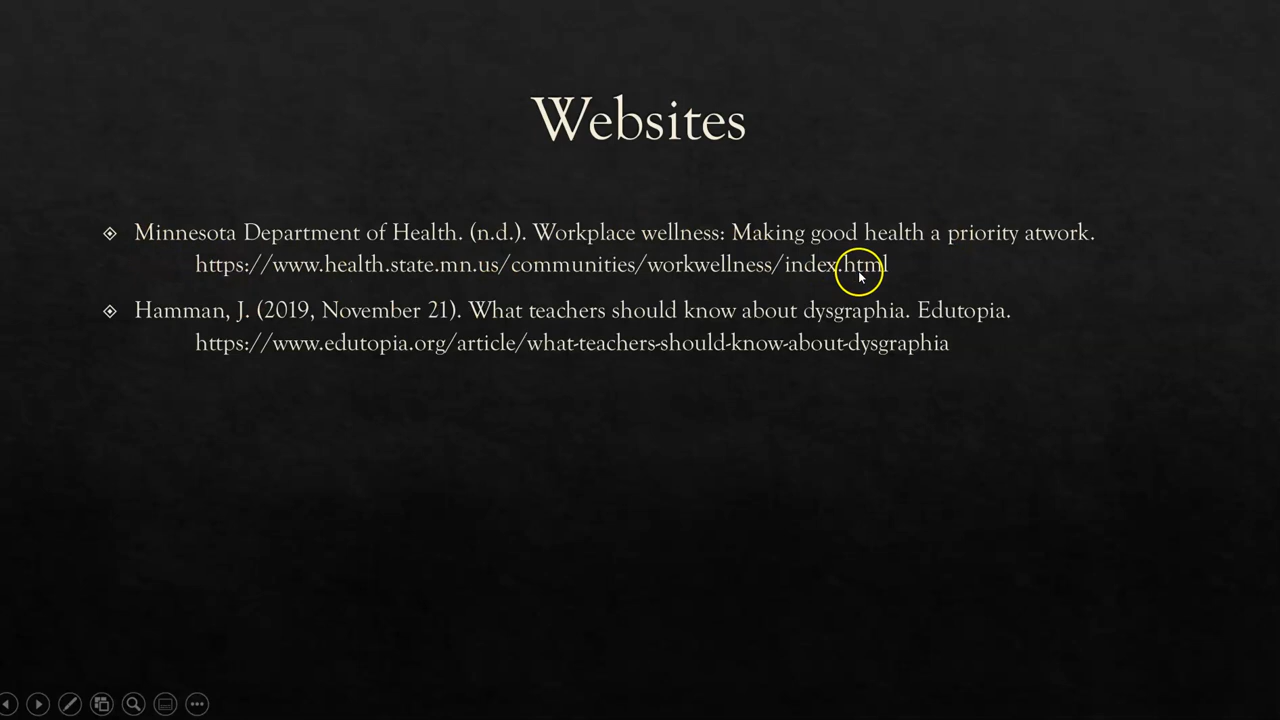 Websites
Minnesota Department of Health. (n.d.). Workplace wellness: Making good health a priority atwork.
https://www.health.state.mn.us/communities/workwellness/index.html
Hamman, J. (2019, November 21). What teachers should know about dysgraphia. Edutopia.
https://www.edutopia.org/article/what-teachers-should-know-about-dysgraphia